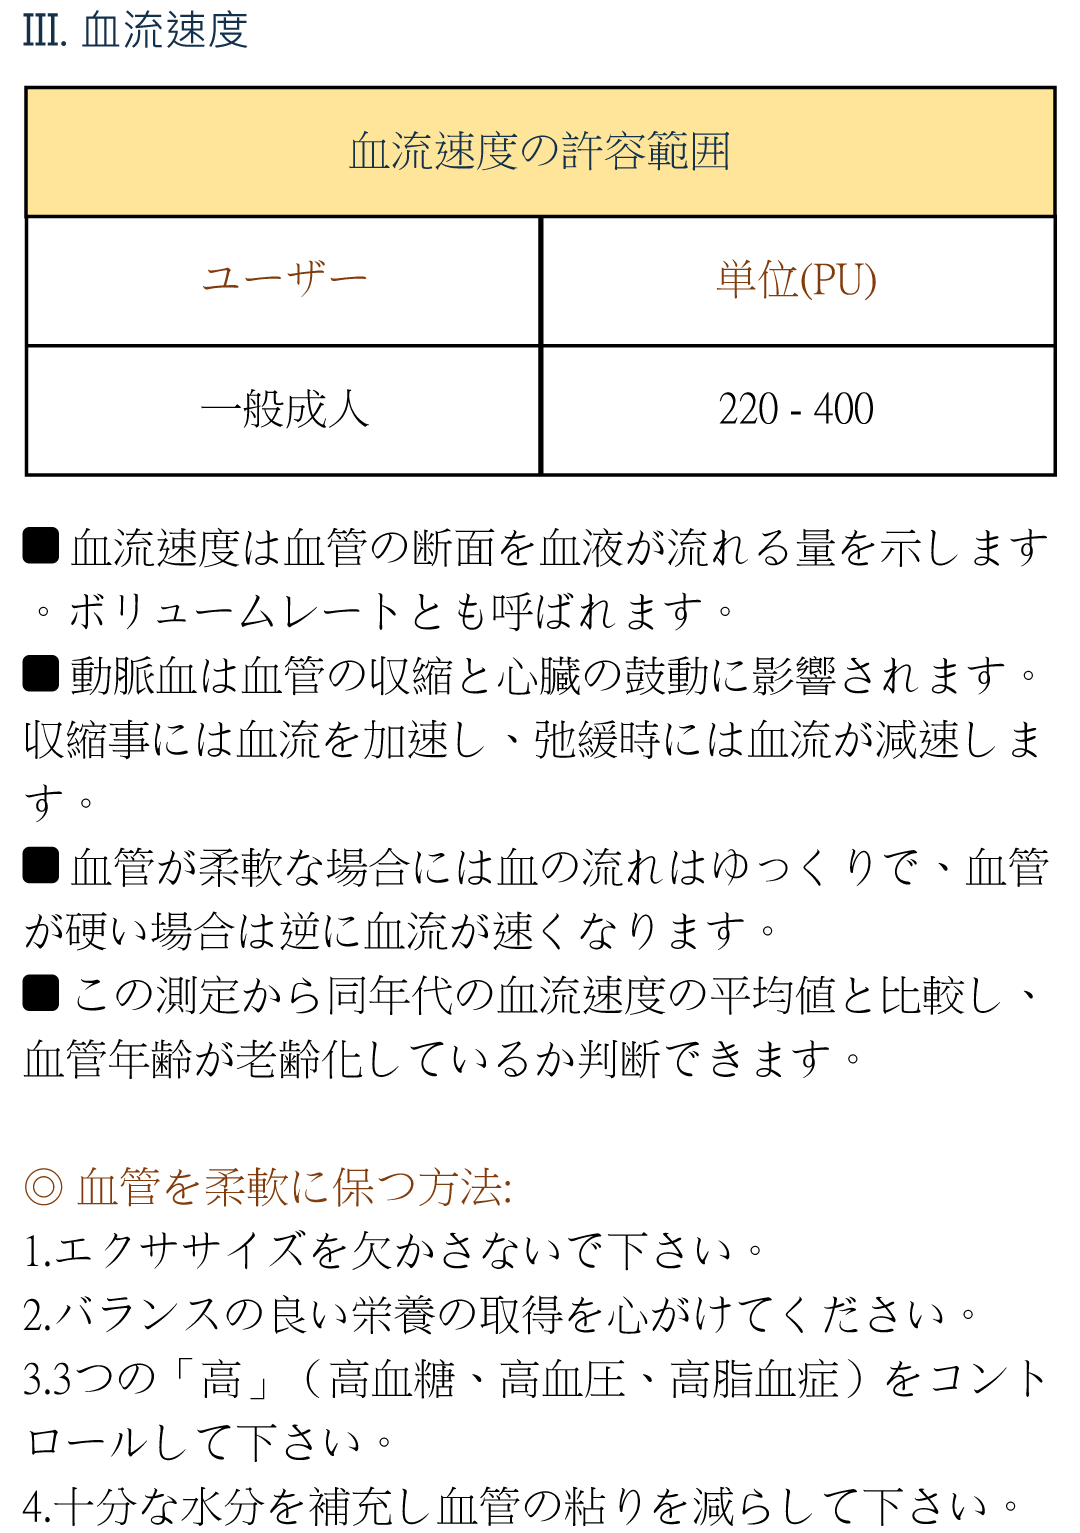 III. 血流速度
血流速度の許容範囲
ユーザー 単位(PU)
一般成人 220 - 400
■ 血流速度は血管の断面を血液が流れる量を示します
。ボリュームレートとも呼ばれます。
■ 動脈血は血管の収縮と心臓の鼓動に影響されます。
収縮事には血流を加速し、弛緩時には血流が減速しま
す。
■ 血管が柔軟な場合には血の流れはゆっくりで、血管
が硬い場合は逆に血流が速くなります。
■ この測定から同年代の血流速度の平均値と比較し、
血管年齢が老齢化しているか判断できます。
◎ 血管を柔軟に保つ方法:
1.エクササイズを欠かさないで下さい。
2.バランスの良い栄養の取得を心がけてください。
3.3つの「高」（高血糖、高血圧、高脂血症）をコント
ロールして下さい。
4.十分な水分を補充し血管の粘りを減らして下さい。